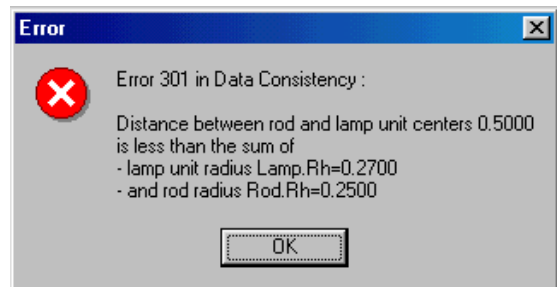 Error
Error 301 in Data Consistency :
Distance between rod and lamp unit centers 0.5000
is less than the sum of
- lamp unit radius Lamp.Rh=0.2700
- and rod radius Rod.Rh=0.2500
OK